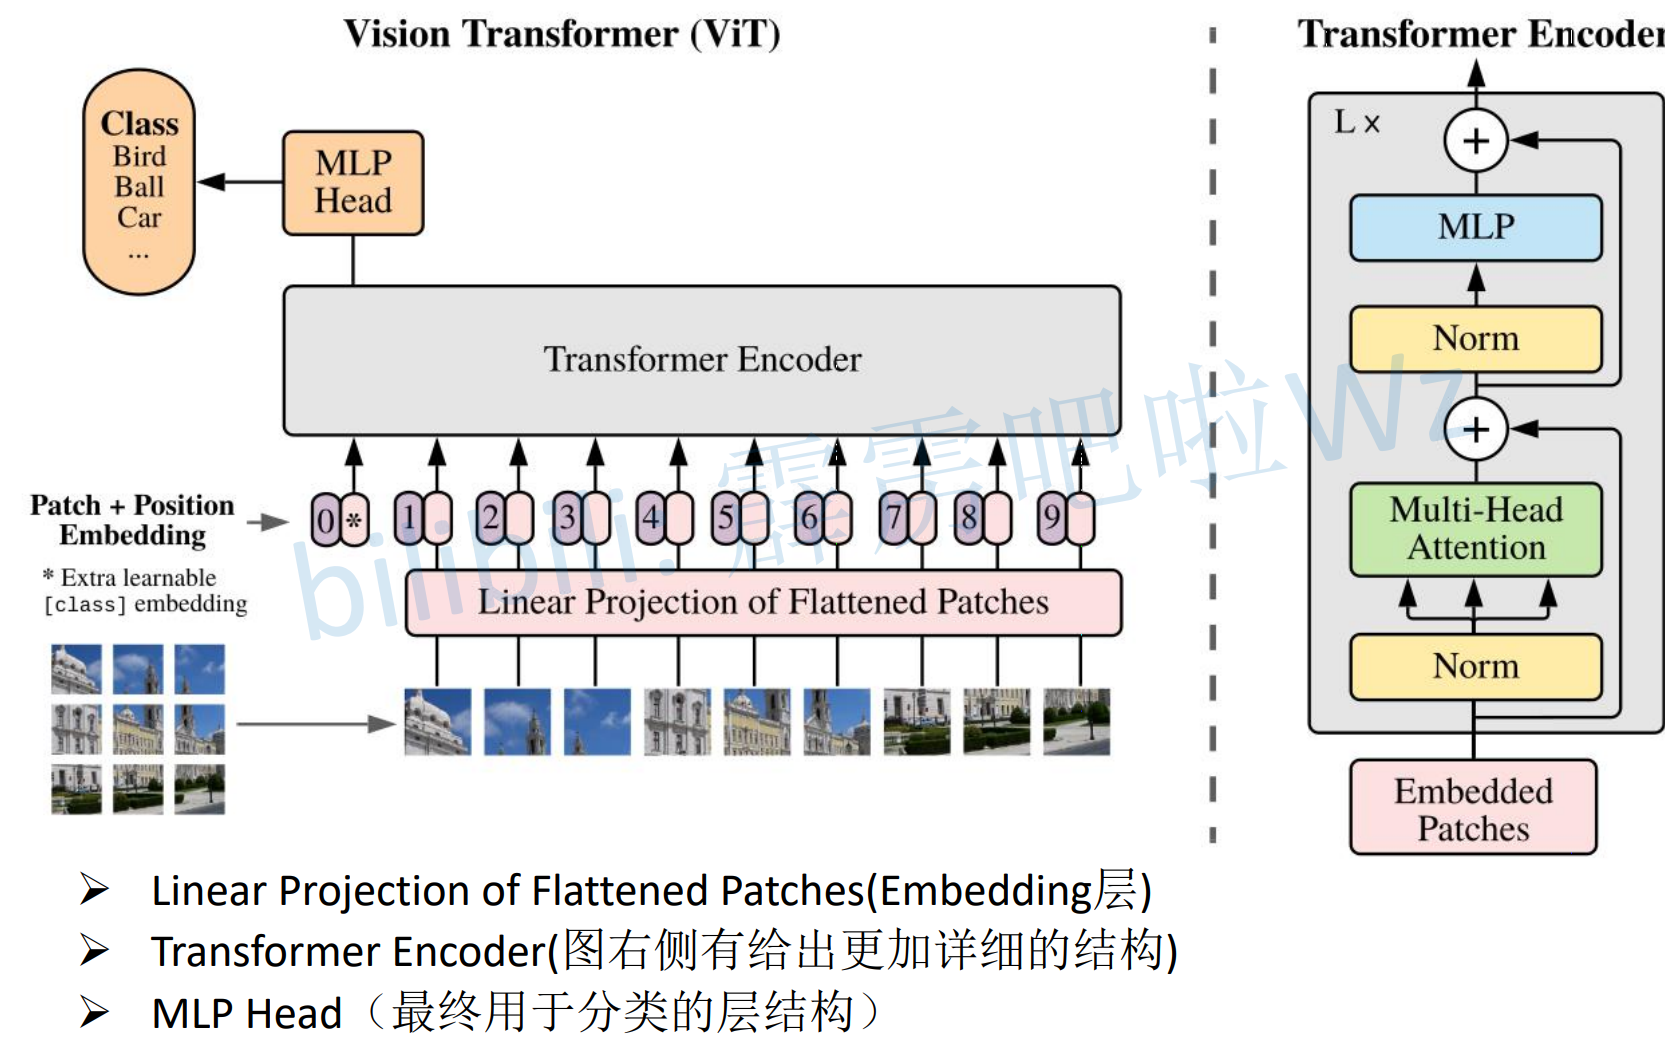 Vision Transformer (ViT)
Class
Bird
Ball
Car
...
MLP
Head
Transformer Encoder
Patch + Position
Embedding
* Extra learnable
[class] embedding
0 * 1 2 3 4 5 6 7 8 9
Linear Projection of Flattened Patches
Transformer Encoder
L ×
+
MLP
Norm
+
Multi-Head
Attention
Norm
Embedded
Patches
bilibili: 霹雳吧啦Wz
➢ Linear Projection of Flattened Patches(Embedding层)
➢ Transformer Encoder(图右侧有给出更加详细的结构)
➢ MLP Head（最终用于分类的层结构）